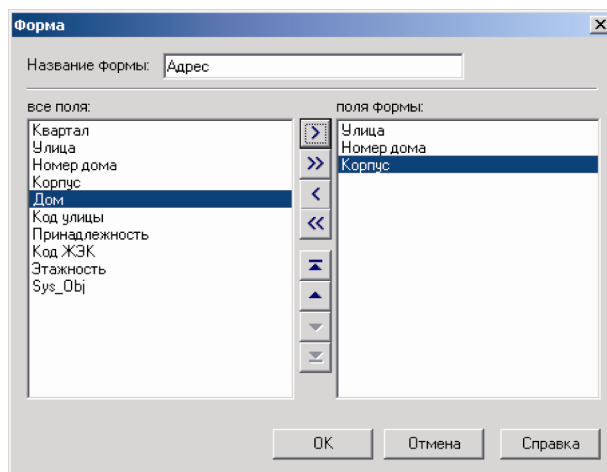 Форма
Название формы: Адрес
все поля:
Квартал
Улица
Номер дома
Корпус
Дом
Код улицы
Принадлежность
Код ЖЭК
Этажность
Sys_Obj
поля формы:
Улица
Номер дома
Корпус
OK
Отмена
Справка